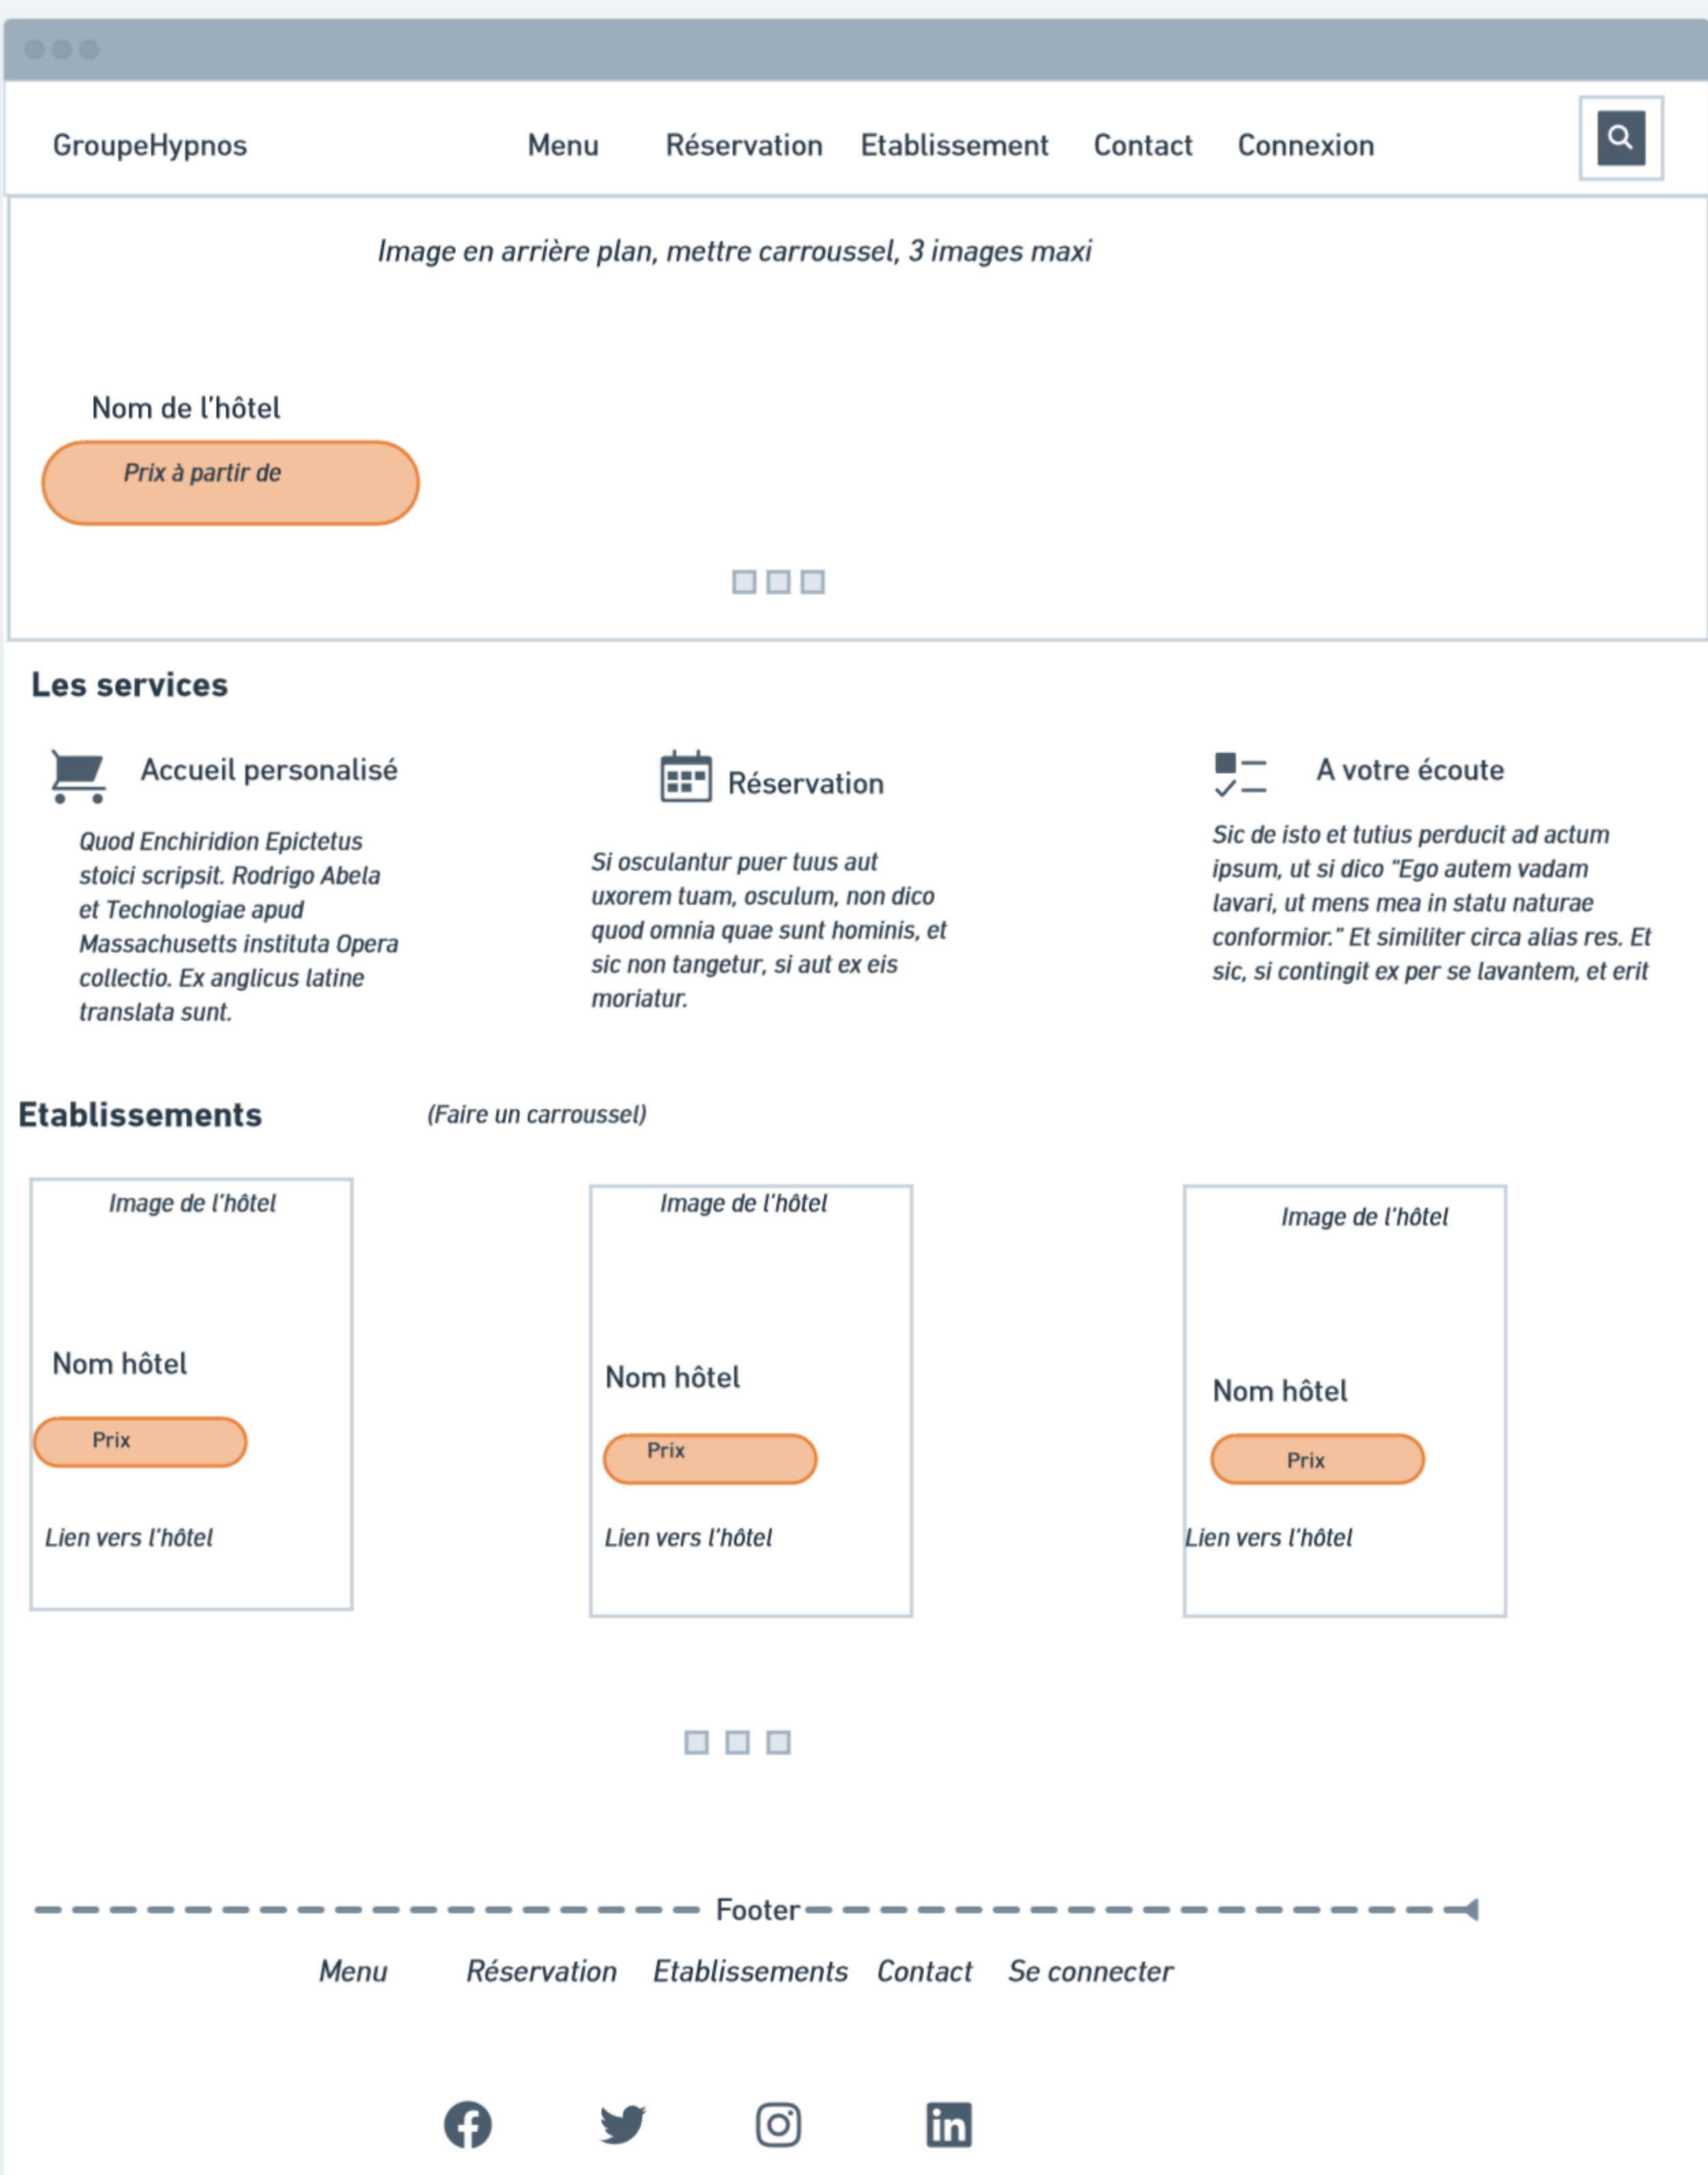 GroupeHypnos Menu Réservation Etablissement Contact Connexion
Image en arrière plan, mettre carroussel, 3 images maxi
Nom de l'hôtel
Prix à partir de
Les services
Accueil personalisé
Quod Enchiridion Epictetus
stoici scripsit. Rodrigo Abela
et Technologiae apud
Massachusetts instituta Opera
collectio. Ex anglicus latine
translata sunt.
Réservation
Si osculantur puer tuus aut
uxorem tuam, osculum, non dico
quod omnia quae sunt hominis, et
sic non tangetur, si aut ex eis
moriatur.
A votre écoute
Sic de isto et tutius perducit ad actum
ipsum, ut si dico “Ego autem vadam
lavari, ut mens mea in statu naturae
conformior.” Et similiter circa alias res. Et
sic, si contingit ex per se lavantem, et erit
Etablissements (Faire un carroussel)
Image de l'hôtel
Nom hôtel
Prix
Lien vers l'hôtel
Image de l'hôtel
Nom hôtel
Prix
Lien vers l'hôtel
Image de l'hôtel
Nom hôtel
Prix
Lien vers l'hôtel
Footer
Menu Réservation Etablissements Contact Se connecter